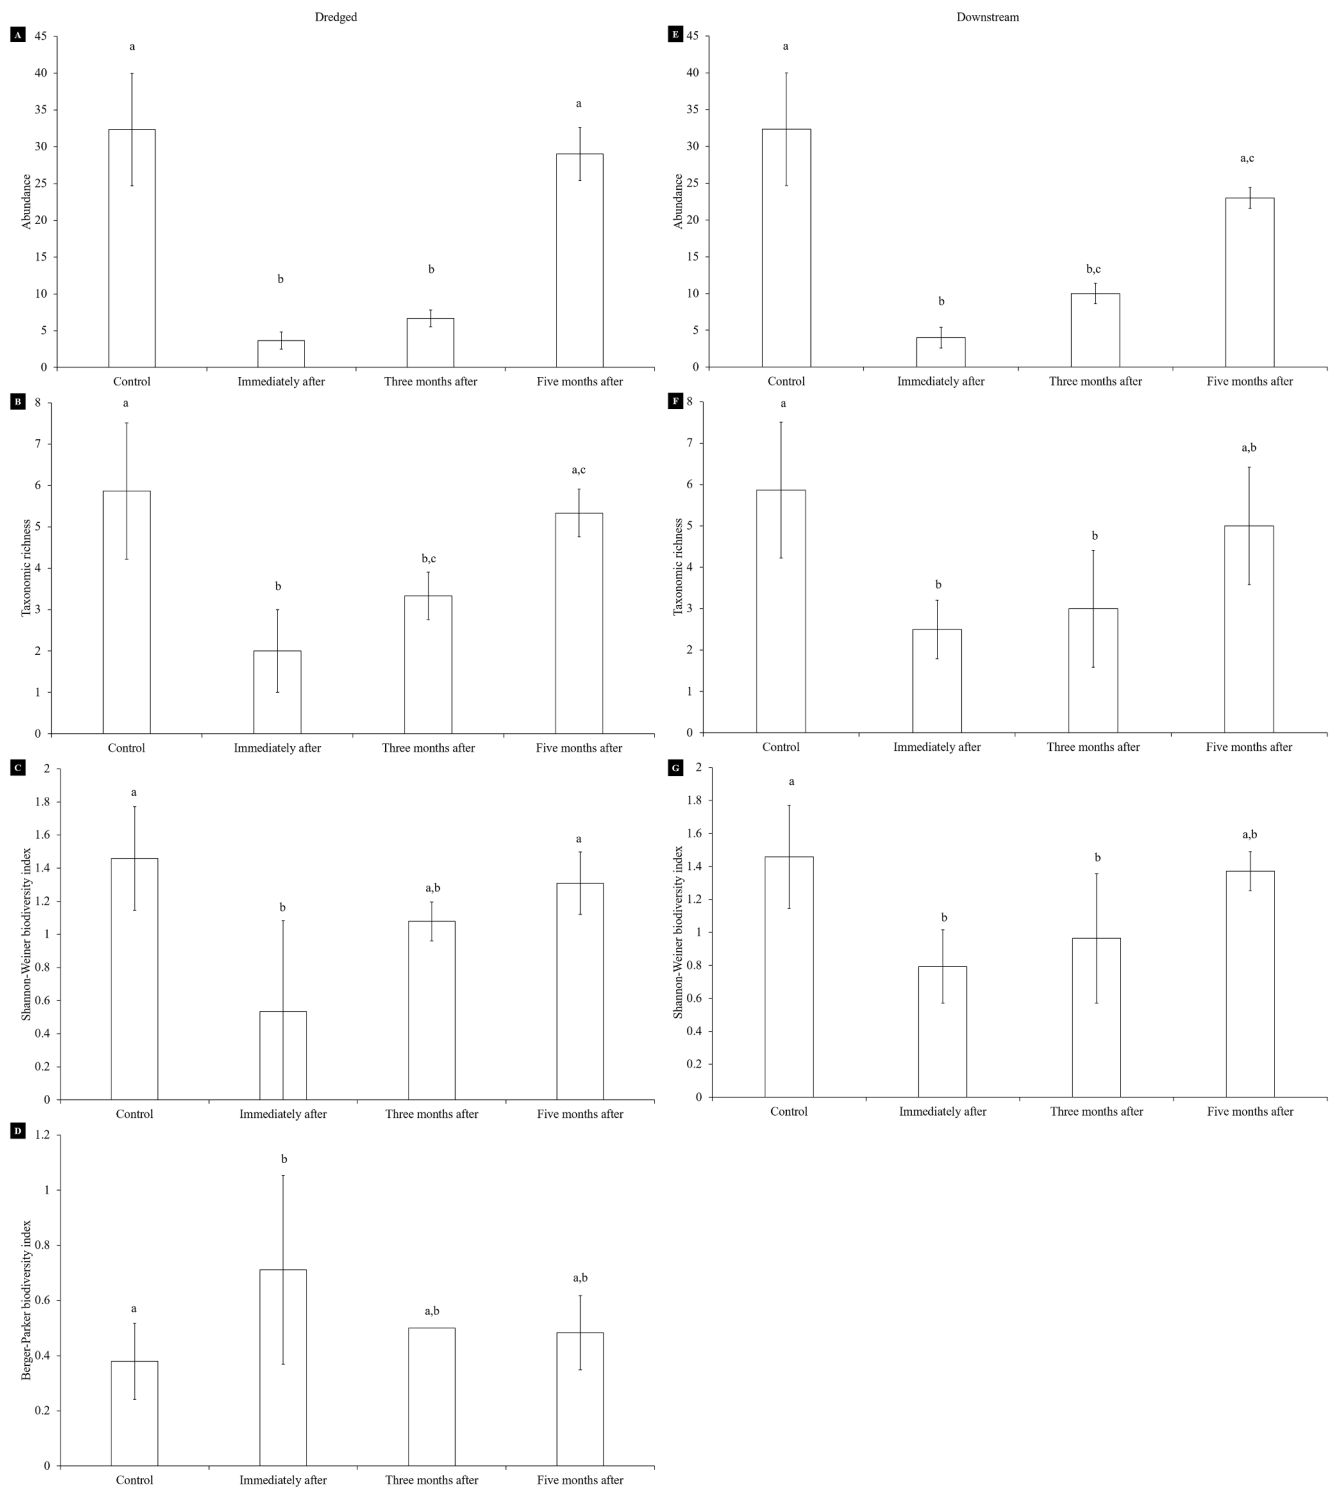 Dredged
Downstream
A
45
40
35
30
25
20
15
10
5
0
Abundance
a
b
b
a
Control
Immediately after
Three months after
Five months after
E
45
40
35
30
25
20
15
10
5
0
Abundance
a
b
b,c
a,c
Control
Immediately after
Three months after
Five months after
B
8
7
6
5
4
3
2
1
0
Taxonomic richness
a
b
b,c
a,c
Control
Immediately after
Three months after
Five months after
F
8
7
6
5
4
3
2
1
0
Taxonomic richness
a
b
b
a,b
Control
Immediately after
Three months after
Five months after
C
2
1.8
1.6
1.4
1.2
1
0.8
0.6
0.4
0.2
0
Shannon-Weiner biodiversity index
a
b
a,b
a
Control
Immediately after
Three months after
Five months after
G
2
1.8
1.6
1.4
1.2
1
0.8
0.6
0.4
0.2
0
Shannon-Weiner biodiversity index
a
b
b
a,b
Control
Immediately after
Three months after
Five months after
D
1.2
1
0.8
0.6
0.4
0.2
0
Berger-Parker biodiversity index
a
b
a,b
a,b
Control
Immediately after
Three months after
Five months after